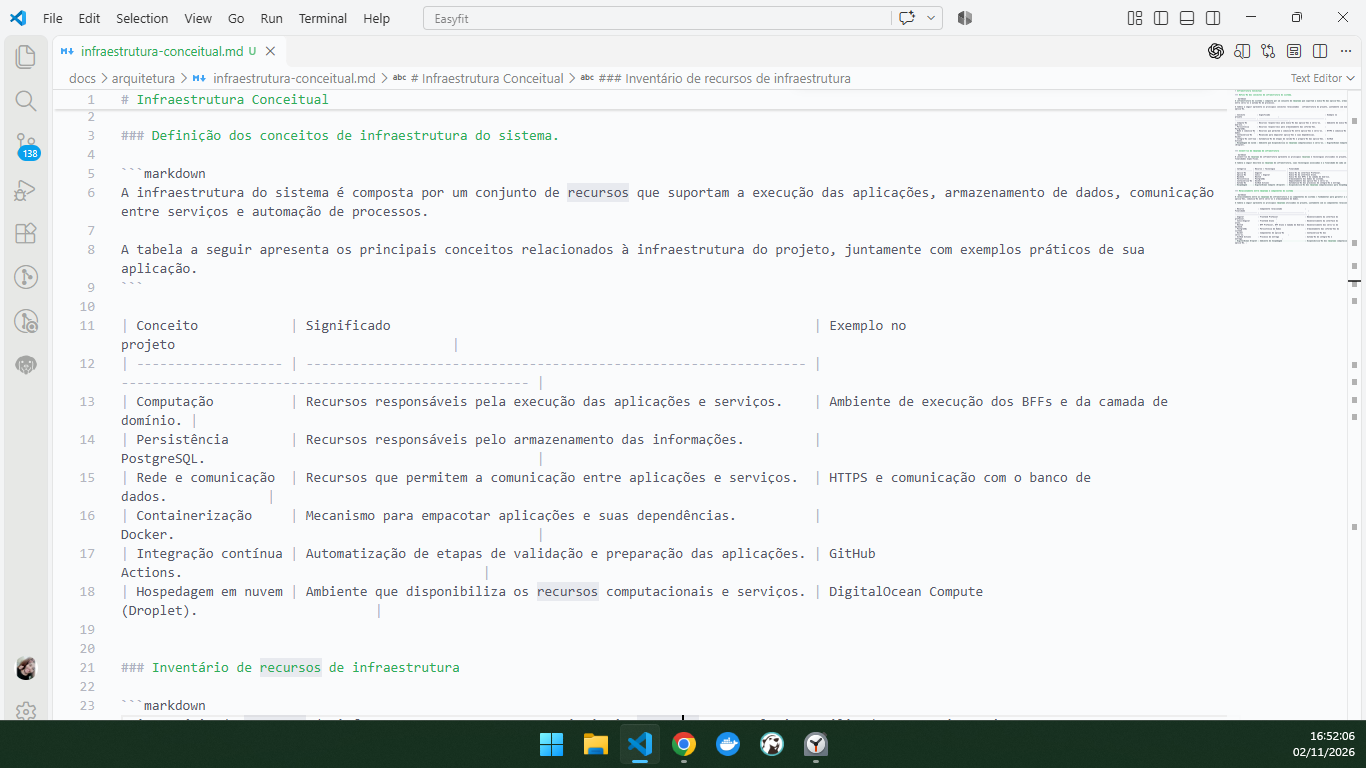 File Edit Selection View Go Run Terminal Help Easyfit
infraestrutura-conceitual.md U
docs > arquitetura > infraestrutura-conceitual.md > abc # Infraestrutura Conceitual > abc ### Inventário de recursos de infraestrutura Text Editor
1 # Infraestrutura Conceitual
2
3 ### Definição dos conceitos de infraestrutura do sistema.
4
5 ```markdown
6 A infraestrutura do sistema é composta por um conjunto de recursos que suportam a execução das aplicações, armazenamento de dados, comunicação
entre serviços e automação de processos.
7
8 A tabela a seguir apresenta os principais conceitos relacionados à infraestrutura do projeto, juntamente com exemplos práticos de sua
aplicação.
9 ```
10
11 | Conceito | Significado | Exemplo no
projeto |
12 | ------------------- | ----------------------------------------------------------------- |
----------------------------------------------------- |
13 | Computação | Recursos responsáveis pela execução das aplicações e serviços. | Ambiente de execução dos BFFs e da camada de
domínio. |
14 | Persistência | Recursos responsáveis pelo armazenamento das informações. |
PostgreSQL. |
15 | Rede e comunicação | Recursos que permitem a comunicação entre aplicações e serviços. | HTTPS e comunicação com o banco de
dados. |
16 | Containerização | Mecanismo para empacotar aplicações e suas dependências. |
Docker. |
17 | Integração contínua | Automatização de etapas de validação e preparação das aplicações. | GitHub
Actions. |
18 | Hospedagem em nuvem | Ambiente que disponibiliza os recursos computacionais e serviços. | DigitalOcean Compute
(Droplet). |
19
20
21 ### Inventário de recursos de infraestrutura
22
23 ```markdown
138
16:52:06
02/11/2026